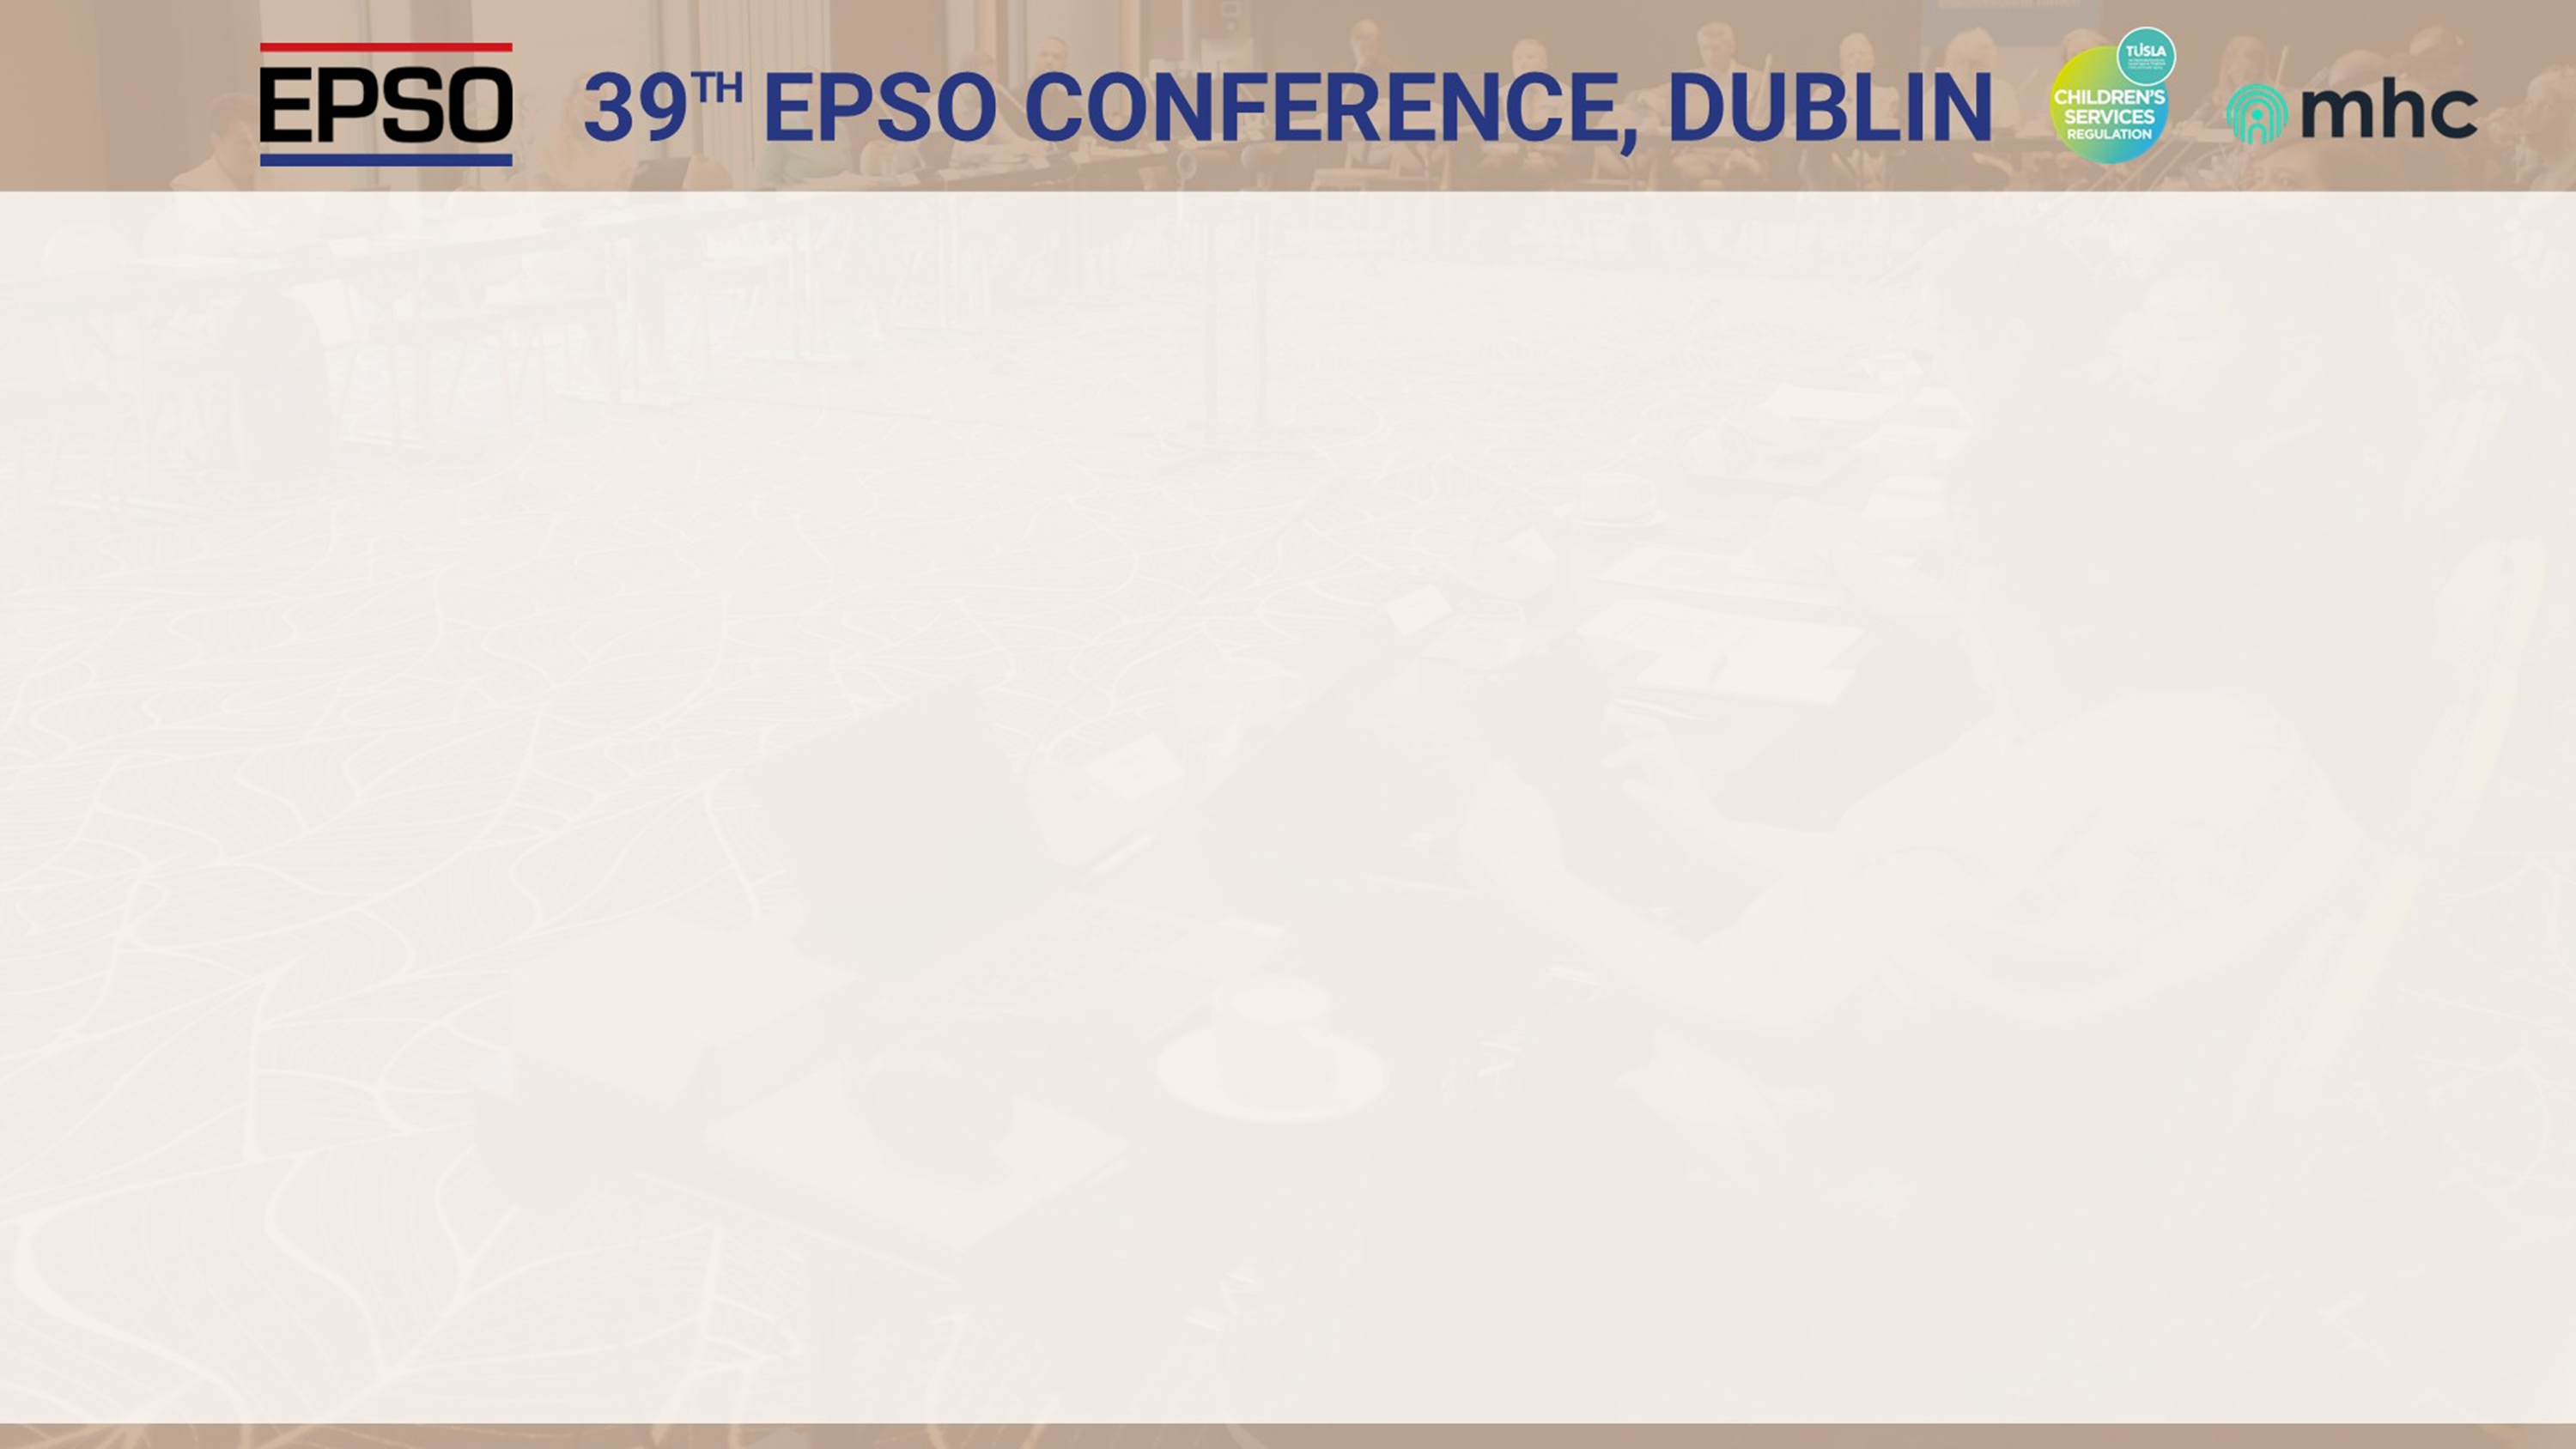 EPSO
39TH EPSO CONFERENCE, DUBLIN
TUSLA
CHILDREN'S
SERVICES
REGULATION
mhc